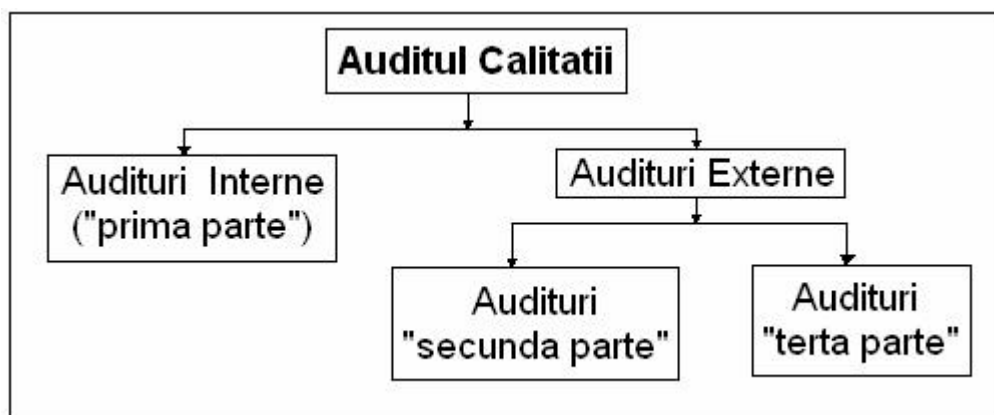 Auditul Calitatii
Audituri Interne
("prima parte")
Audituri Externe
Audituri
"secunda parte"
Audituri
"terta parte"